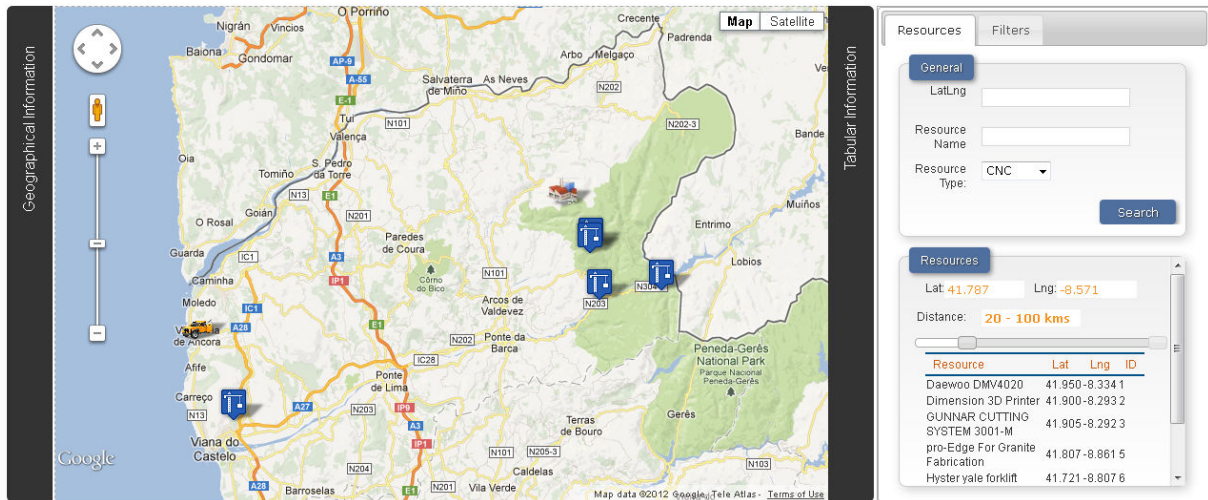 Geographical Information
O Porriño
Crecente
Nigrán
Vincios
Padrenda
Map
Satellite
Baiona
Gondomar
Arbo
Melgaço
AP-9
A-55
Salvaterra
de Miño
As Neves
N202
E-1
Tui
N101
N202-3
Valença
Bande
Oia
S. Pedro
da Torre
Tomiño
E1
N13
Muíños
Goián
N201
O Rosal
Paredes
de Coura
Entrimo
Guarda
IC1
A3
Lobios
Caminha
IP1
Côrno
do Bico
N101
N304-1
Moledo
IC1
Arcos de
Valdevez
N203
A28
E1
de Âncora
N202
Ponte da
Barca
Afife
IC28
Peneda-Gerês
National Park
Parque Nacional
Peneda-Gerês
Ponte
de Lima
Carreço
A27
N203
IP9
N13
A3
Terras
de Bouro
Gerês
Viana do
Castelo
IP1
Google
N204
N101
N205-3
N103
Caldelas
A28
Barroselas
Vila Verde
Map data ©2012 Google, Tele Atlas - Terms of Use
Tabular Information
Resources
Filters
General
LatLng
Resource
Name
Resource
Type:
CNC
Search
Resources
Lat: 41.787 Lng: -8.571
Distance: 20 - 100 kms
Resource Lat Lng ID
Daewoo DMV4020 41.950 -8.334 1
Dimension 3D Printer 41.900 -8.293 2
GUNNAR CUTTING
SYSTEM 3001-M 41.905 -8.292 3
pro-Edge For Granite
Fabrication 41.807 -8.861 5
Hyster yale forklift 41.721 -8.807 6